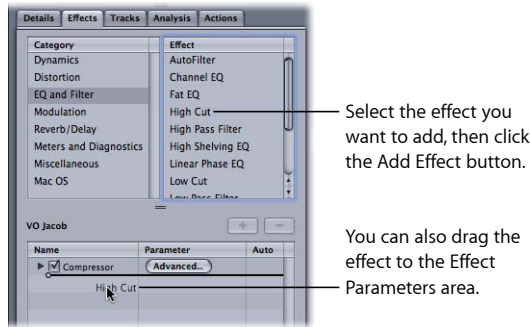 Details Effects Tracks Analysis Actions
Category Effect
Dynamics AutoFilter
Distortion Channel EQ
EQ and Filter Fat EQ
Modulation High Cut
Reverb/Delay High Pass Filter
Meters and Diagnostics High Shelving EQ
Miscellaneous Linear Phase EQ
Mac OS Low Cut
Low Pass Filter
Select the effect you
want to add, then click
the Add Effect button.
VO Jacob + −
Name Parameter Auto
Compressor Advanced...
High Cut
You can also drag the
effect to the Effect
Parameters area.